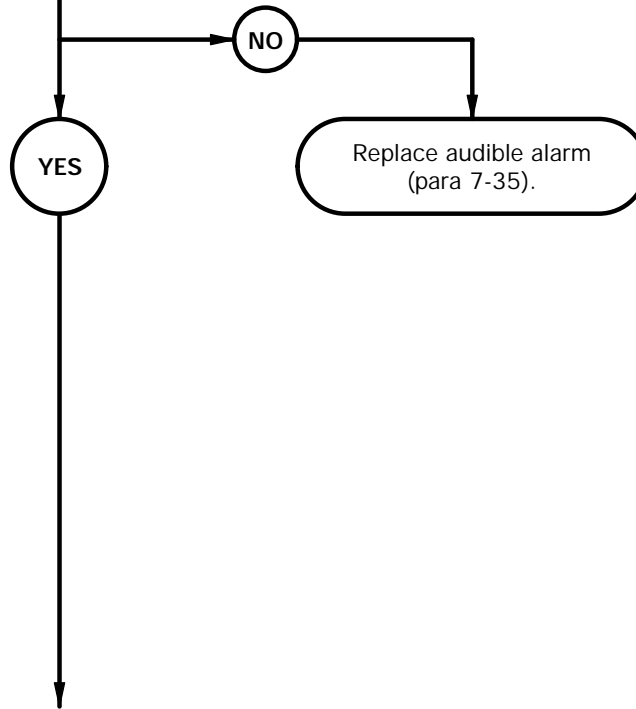 NO
YES
Replace audible alarm
(para 7-35).